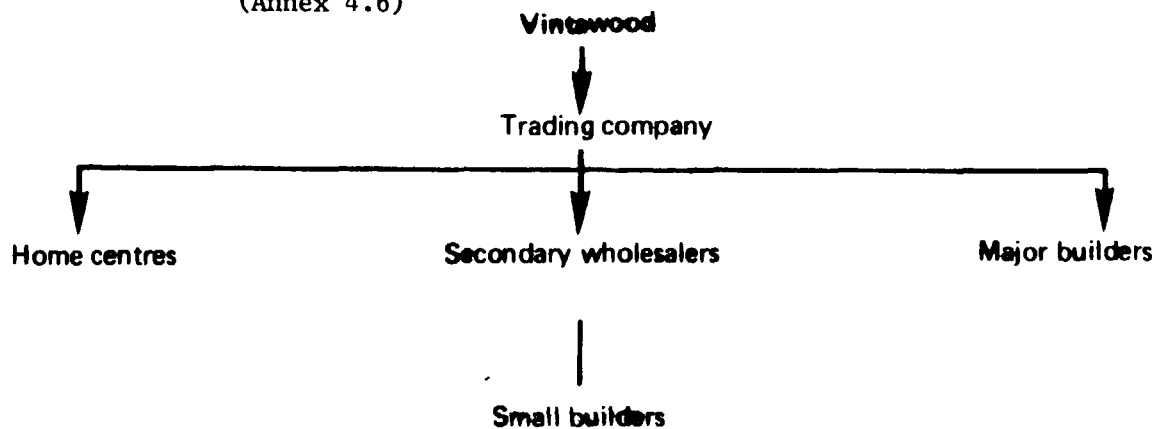 (Annex 4.6)
Vintawood
Trading company
Home centres
Secondary wholesalers
Major builders
Small builders